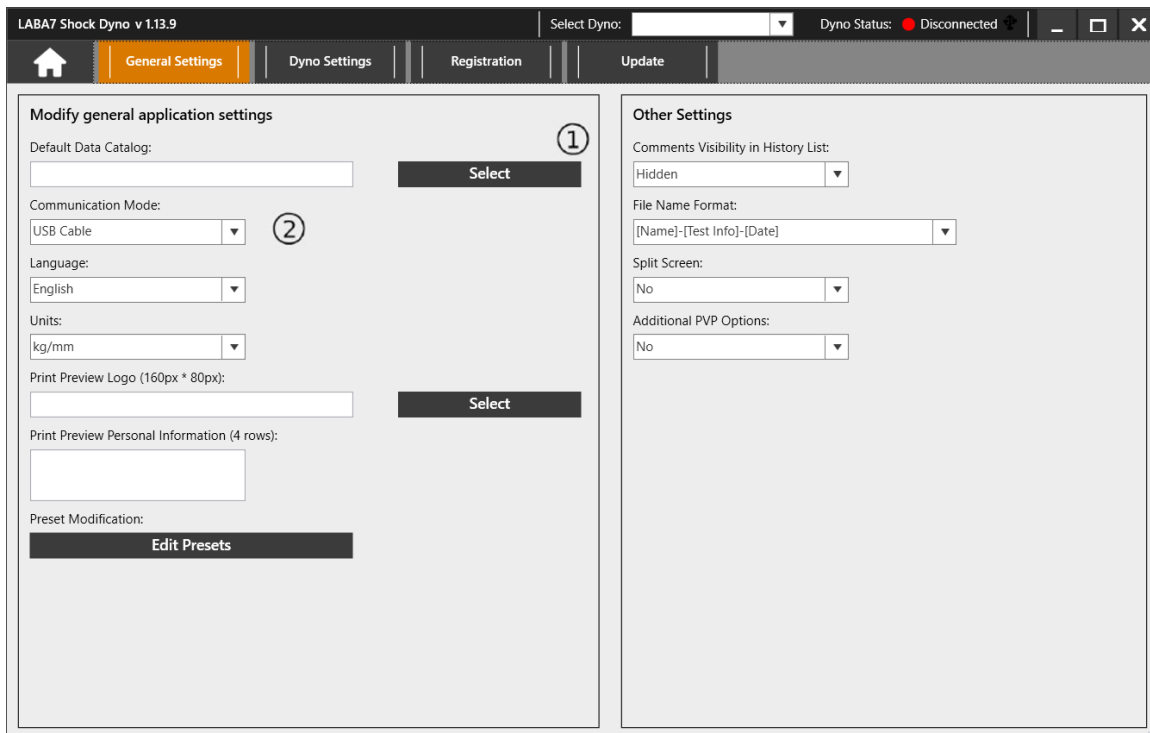 LABA7 Shock Dyno v 1.13.9
Select Dyno:
Dyno Status: Disconnected
General Settings
Dyno Settings
Registration
Update
Modify general application settings
①
Default Data Catalog:
Select
Communication Mode:
USB Cable
②
Language:
English
Units:
kg/mm
Print Preview Logo (160px * 80px):
Select
Print Preview Personal Information (4 rows):
Preset Modification:
Edit Presets
Other Settings
Comments Visibility in History List:
Hidden
File Name Format:
[Name]-[Test Info]-[Date]
Split Screen:
No
Additional PVP Options:
No